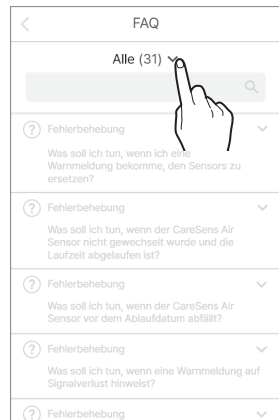 FAQ
Alle (31)
Fehlerbehebung
Was soll ich tun, wenn ich eine
Warnmeldung bekomme, den Sensors zu
ersetzen?
Fehlerbehebung
Was soll ich tun, wenn der CareSens Air
Sensor nicht gewechselt wurde und die
Laufzeit abgelaufen ist?
Fehlerbehebung
Was soll ich tun, wenn der CareSens Air
Sensor vor dem Ablaufdatum abfällt?
Fehlerbehebung
Was soll ich tun, wenn eine Warnmeldung auf
Signalverlust hinweist?
Fehlerbehebung